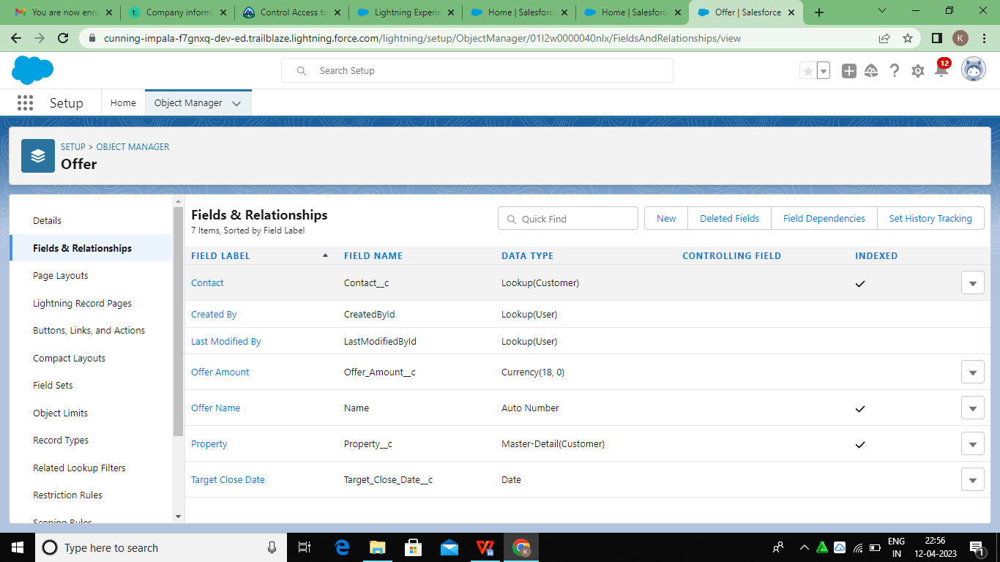 You are now enro
Company inform
Control Access to
Lightning Experie
Home | Salesforc
Home | Salesforc
Offer | Salesforce
cunning-impala-f7gnxq-dev-ed.trailblaze.lightning.force.com/lightning/setup/ObjectManager/01I2w0000040nlx/FieldsAndRelationships/view
K
Search Setup
12
Setup
Home
Object Manager
SETUP > OBJECT MANAGER
Offer
Details
Fields & Relationships
Page Layouts
Lightning Record Pages
Buttons, Links, and Actions
Compact Layouts
Field Sets
Object Limits
Record Types
Related Lookup Filters
Restriction Rules
Scoping Rules
Fields & Relationships
7 Items, Sorted by Field Label
Quick Find
New
Deleted Fields
Field Dependencies
Set History Tracking
FIELD LABEL FIELD NAME DATA TYPE CONTROLLING FIELD INDEXED
Contact Contact__c Lookup(Customer)
Created By CreatedById Lookup(User)
Last Modified By LastModifiedById Lookup(User)
Offer Amount Offer_Amount__c Currency(18, 0)
Offer Name Name Auto Number
Property Property__c Master-Detail(Customer)
Target Close Date Target_Close_Date__c Date
Type here to search
K
ENG
IN
22:56
12-04-2023
1